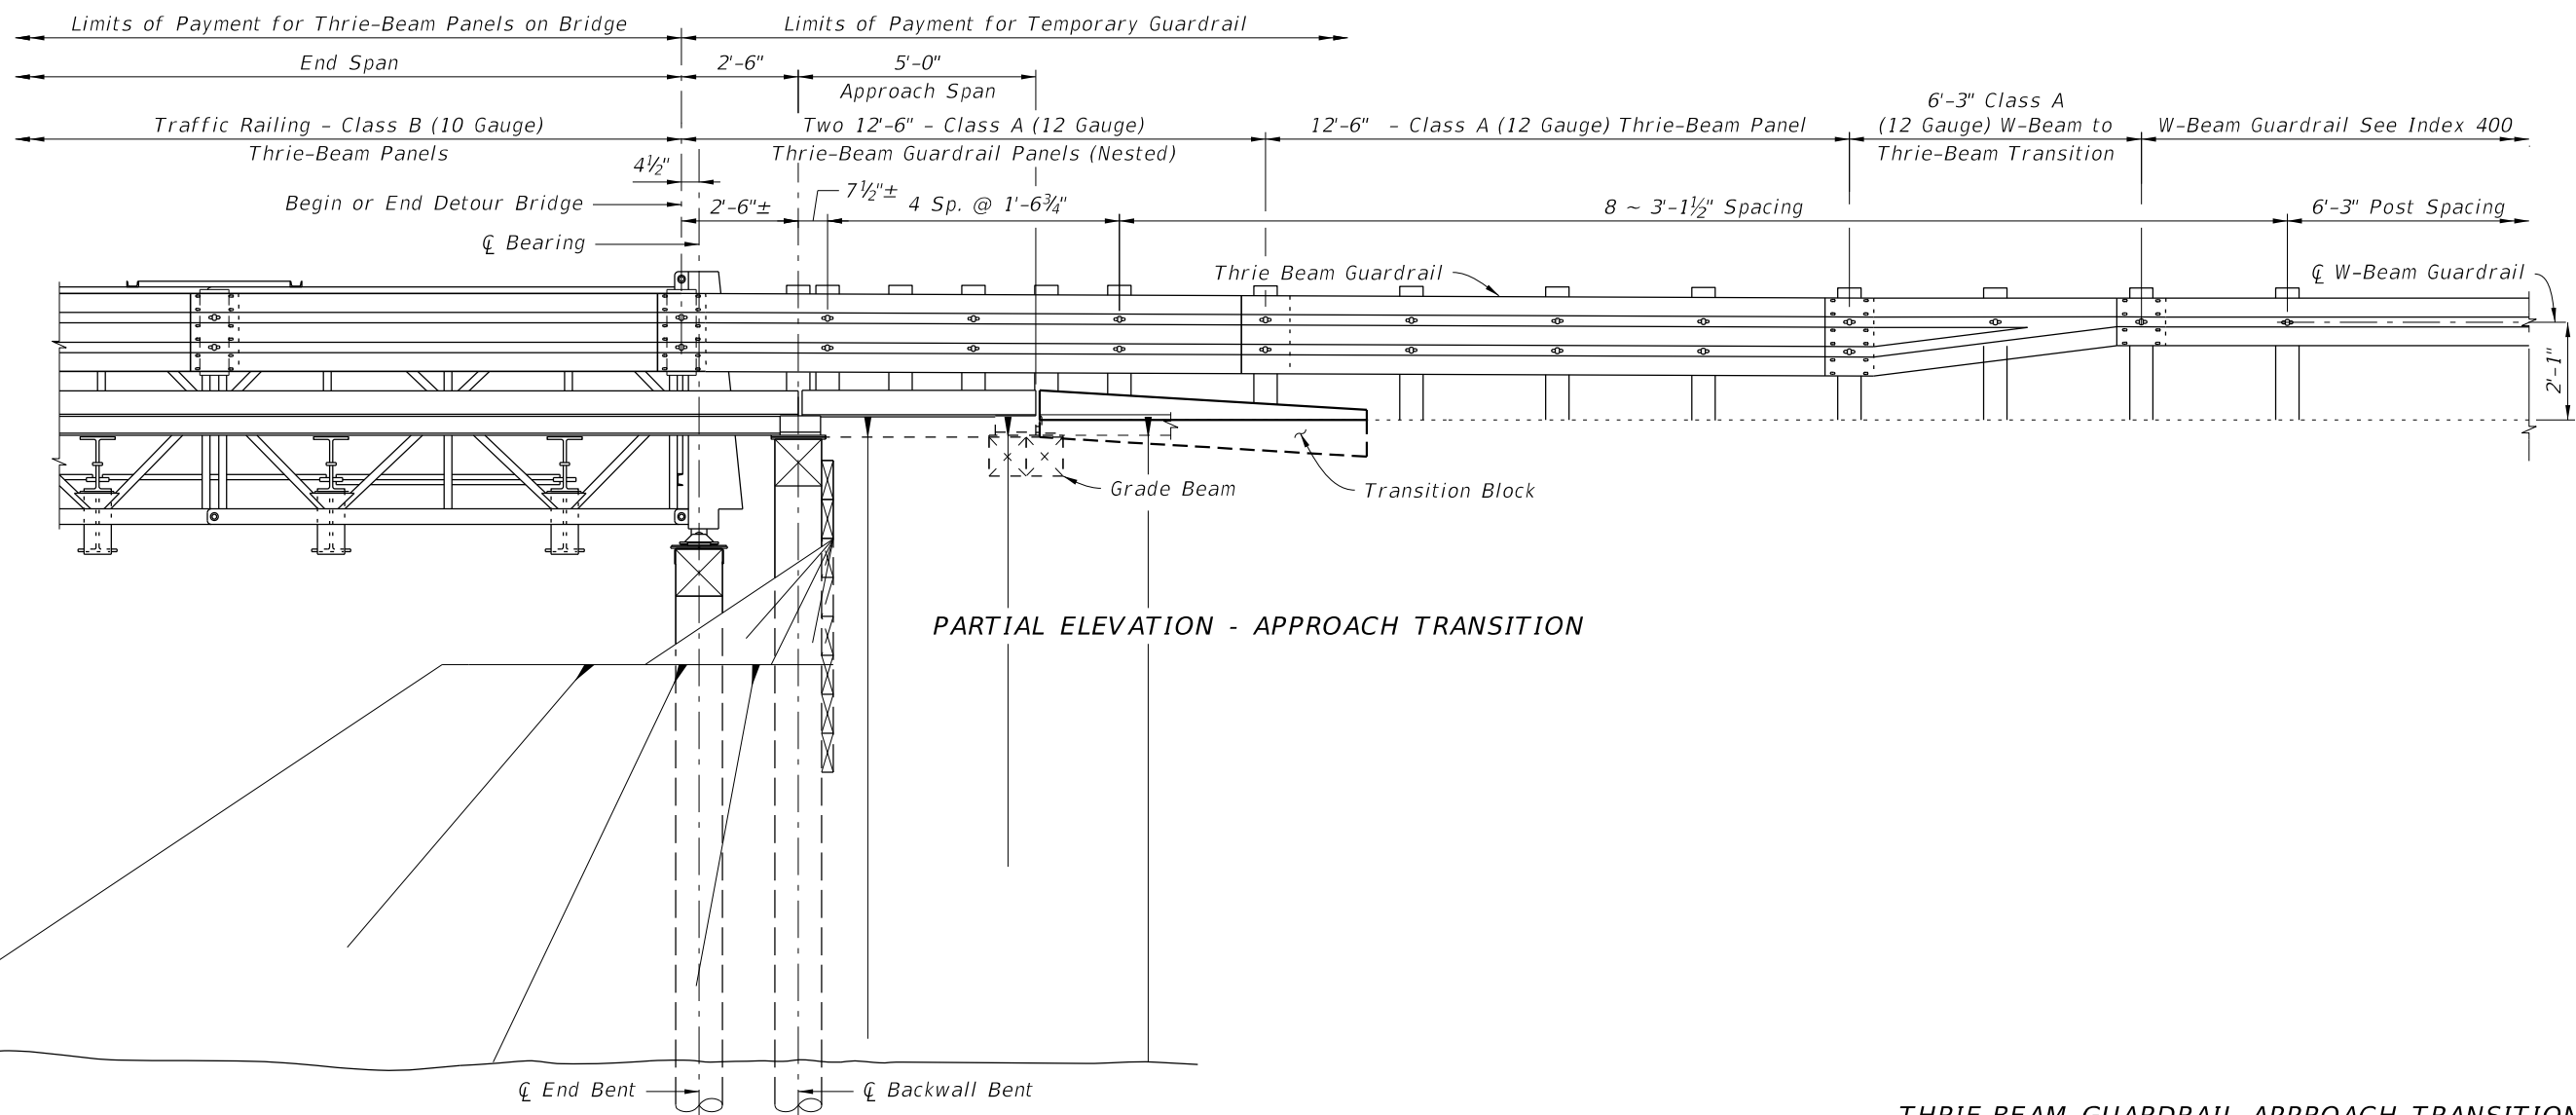 Limits of Payment for Thrie-Beam Panels on Bridge
Limits of Payment for Temporary Guardrail
End Span
2'-6"
5'-0"
Approach Span
Traffic Railing - Class B (10 Gauge)
Thrie-Beam Panels
Two 12'-6" - Class A (12 Gauge)
Thrie-Beam Guardrail Panels (Nested)
12'-6" - Class A (12 Gauge) Thrie-Beam Panel
6'-3" Class A
(12 Gauge) W-Beam to
Thrie-Beam Transition
W-Beam Guardrail See Index 400
4½"
Begin or End Detour Bridge
2'-6"±
7½"±
4 Sp. @ 1'-6¾"
8 ~ 3'-1½" Spacing
6'-3" Post Spacing
℄ Bearing
Thrie Beam Guardrail
℄ W-Beam Guardrail
2'-1"
Grade Beam
Transition Block
PARTIAL ELEVATION - APPROACH TRANSITION
℄ End Bent
℄ Backwall Bent
THRIE-BEAM GUARDRAIL APPROACH TRANSITION